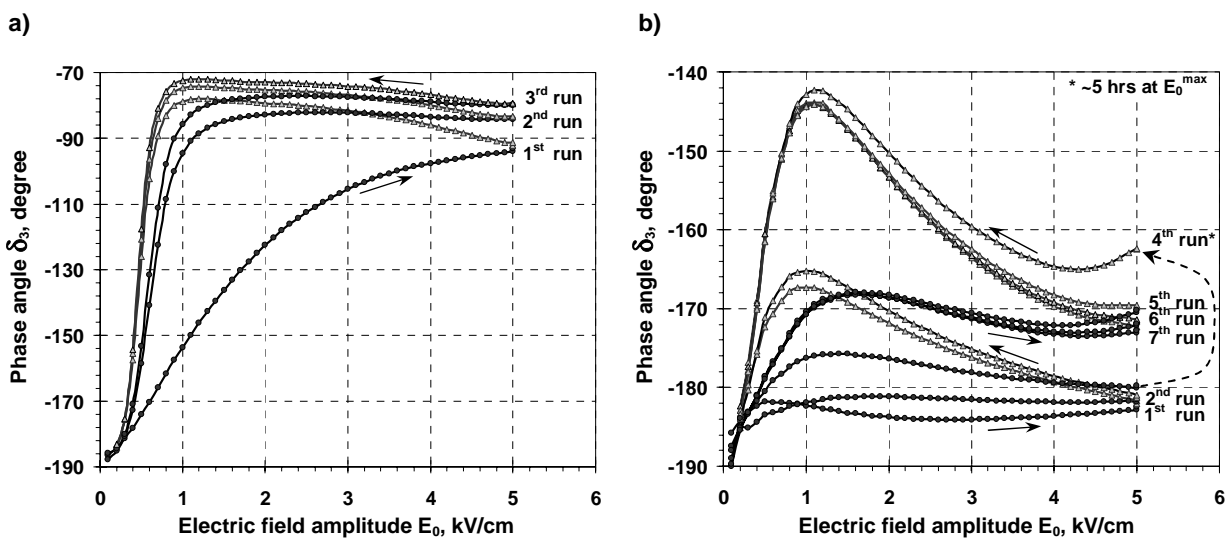 a)
-70
-90
-110
-130
-150
-170
-190
Phase angle δ3, degree
3rd run
2nd run
1st run
0 1 2 3 4 5 6
Electric field amplitude E0, kV/cm
b)
-140
-150
-160
-170
-180
-190
Phase angle δ3, degree
* ~5 hrs at E0max
4th run*
5th run
6th run
7th run
2nd run
1st run
0 1 2 3 4 5 6
Electric field amplitude E0, kV/cm